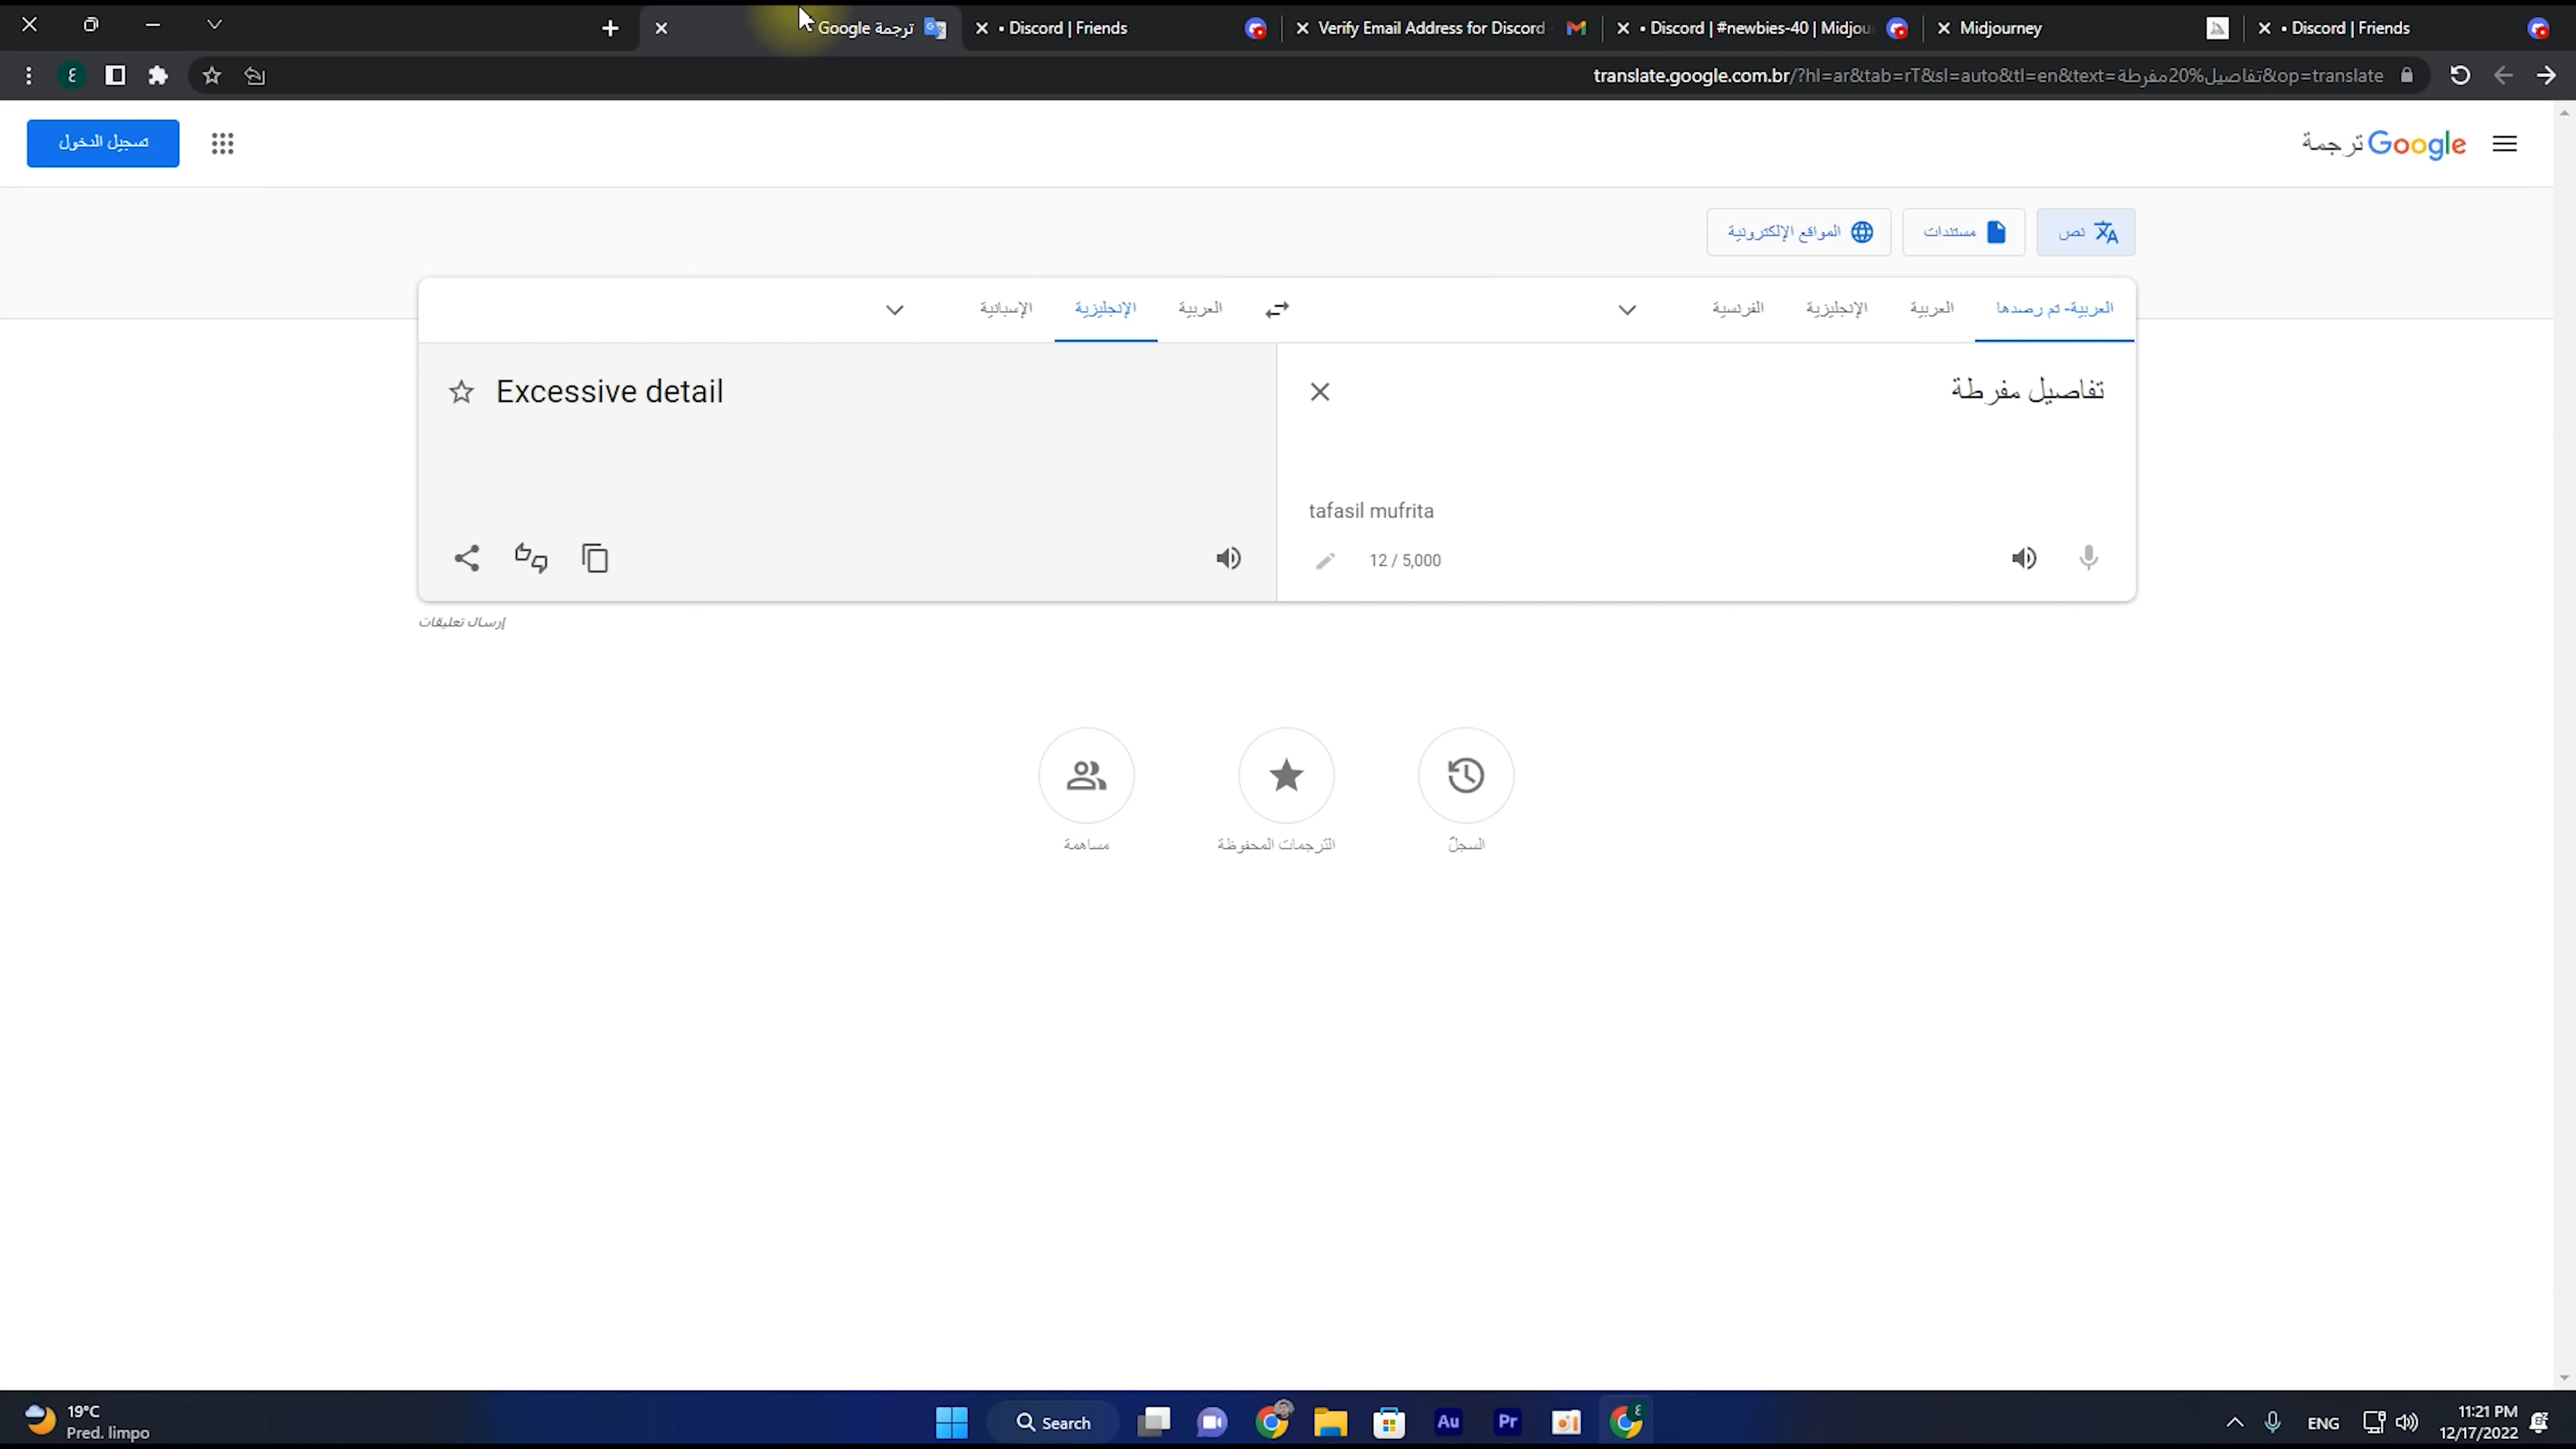 ترجمة Google
• Discord | Friends
Verify Email Address for Discord
• Discord | #newbies-40 | Midjou
Midjourney
• Discord | Friends
ع
translate.google.com.br/?hl=ar&tab=rT&sl=auto&tl=en&text=تفاصيل%20مفرطة&op=translate
ترجمة Google
تسجيل الدخول
نص
مستندات
المواقع الإلكترونية
العربية- تم رصدها
العربية
الإنجليزية
الفرنسية
العربية
الإنجليزية
الإسبانية
تفاصيل مفرطة
Excessive detail
tafasil mufrita
12 / 5,000
إرسال تعليقات
السجلّ
الترجمات المحفوظة
مساهمة
19°C
Pred. limpo
Search
Au
Pr
ENG
11:21 PM
12/17/2022